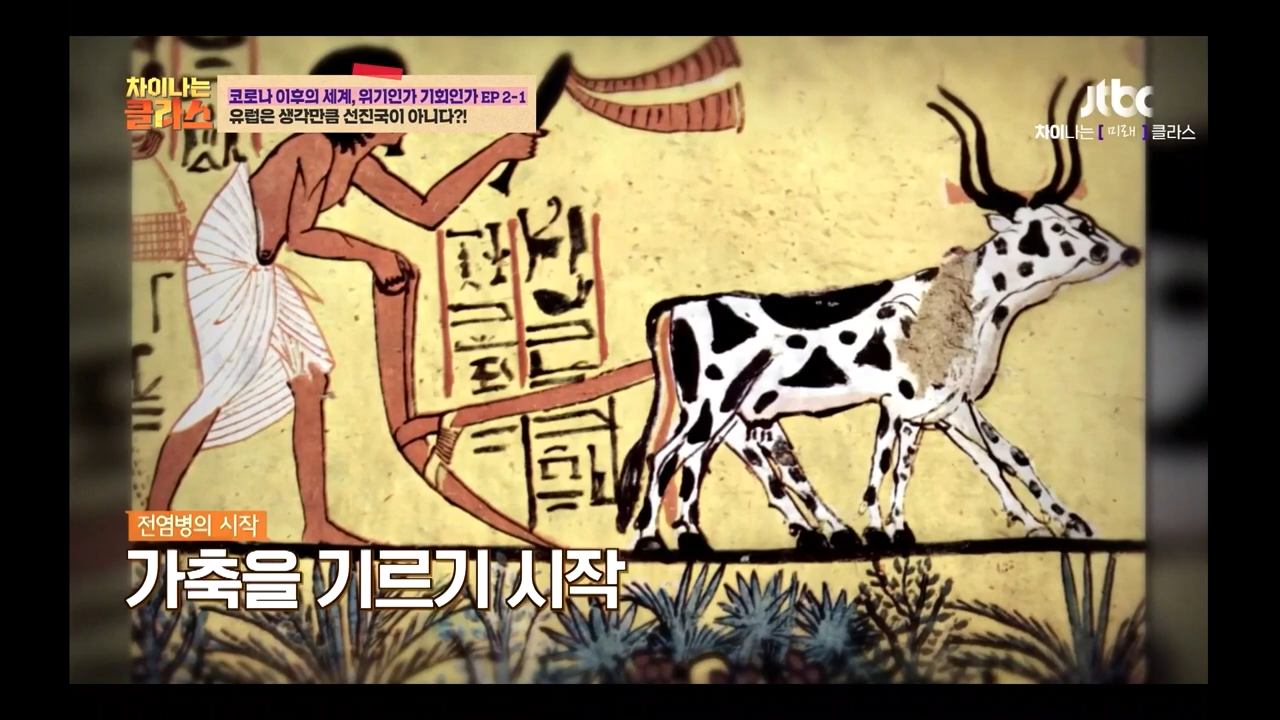 차이나는
클라스
코로나 이후의 세계, 위기인가 기회인가 EP 2-1
유럽은 생각만큼 선진국이 아니다?!
jtbc
차이나는 [ 미래 ] 클라스
전염병의 시작
가축을 기르기 시작